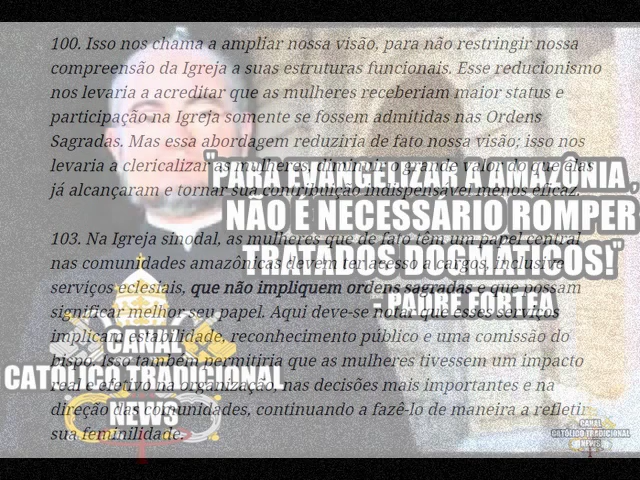 100. Isso nos chama a ampliar nossa visão, para não restringir nossa
compreensão da Igreja a suas estruturas funcionais. Esse reducionismo
nos levaria a acreditar que as mulheres receberiam maior status e
participação na Igreja somente se fossem admitidas nas Ordens
Sagradas. Mas essa abordagem reduziria de fato nossa visão; isso nos
levaria a clericalizar as mulheres, diminuir o grande valor do que elas
já alcançaram e tornar sua contribuição indispensável menos eficaz.
"PARA EVANGELIZAR A AMAZÔNIA,
NÃO É NECESSÁRIO ROMPER
TRATADOS DOGMÁTICOS!"
- PADRE FORTEA
103. Na Igreja sinodal, as mulheres que de fato têm um papel central
nas comunidades amazônicas devem ter acesso a cargos, inclusive
serviços eclesiais, que não impliquem ordens sagradas e que possam
significar melhor seu papel. Aqui deve-se notar que esses serviços
implicam estabilidade, reconhecimento público e uma comissão do
bispo. Isso também permitiria que as mulheres tivessem um impacto
real e efetivo na organização, nas decisões mais importantes e na
direção das comunidades, continuando a fazê-lo de maneira a refletir
sua feminilidade.
CANAL
CATÓLICO TRADICIONAL
NEWS
CANAL
CATÓLICO TRADICIONAL
NEWS